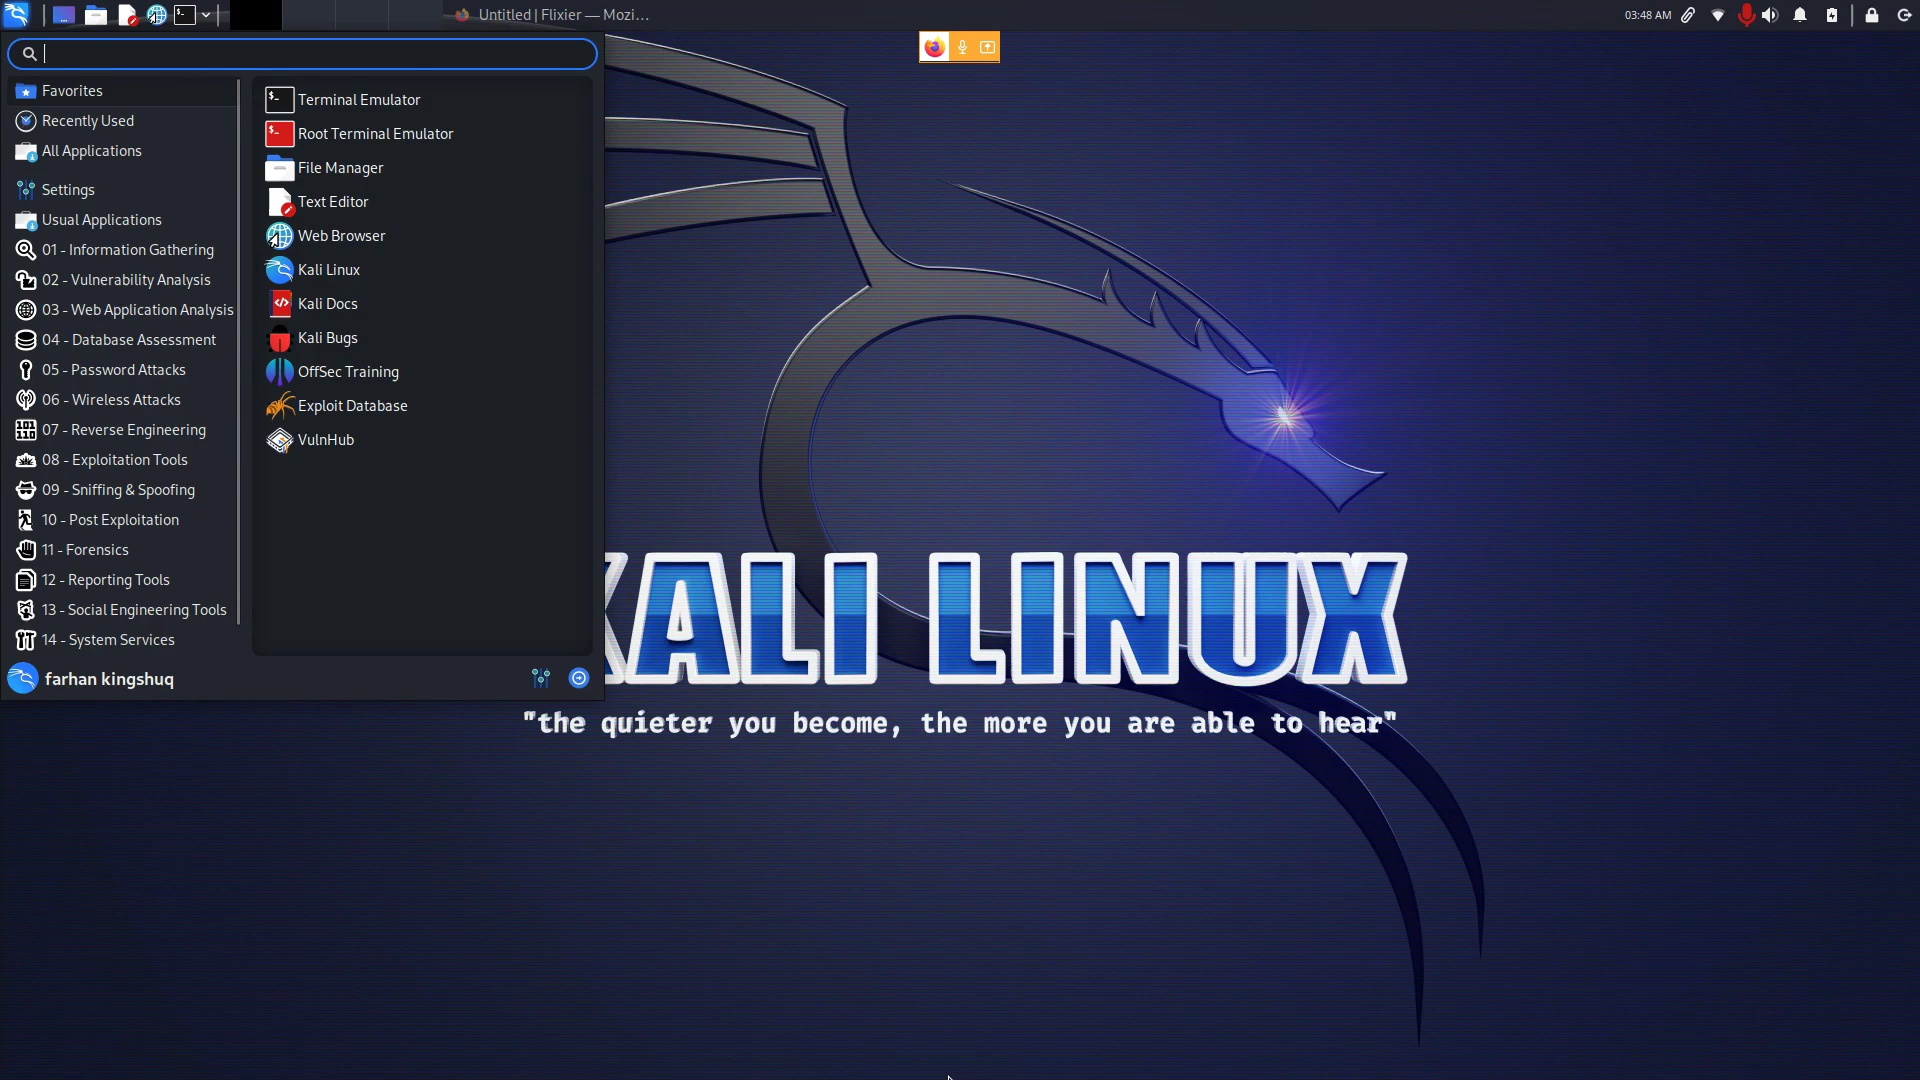 Untitled | Flixier — Mozi...
03:48 AM
Favorites
Recently Used
All Applications
Settings
Usual Applications
01 - Information Gathering
02 - Vulnerability Analysis
03 - Web Application Analysis
04 - Database Assessment
05 - Password Attacks
06 - Wireless Attacks
07 - Reverse Engineering
08 - Exploitation Tools
09 - Sniffing & Spoofing
10 - Post Exploitation
11 - Forensics
12 - Reporting Tools
13 - Social Engineering Tools
14 - System Services
Terminal Emulator
Root Terminal Emulator
File Manager
Text Editor
Web Browser
Kali Linux
Kali Docs
Kali Bugs
OffSec Training
Exploit Database
VulnHub
farhan kingshuq
KALI LINUX
"the quieter you become, the more you are able to hear"